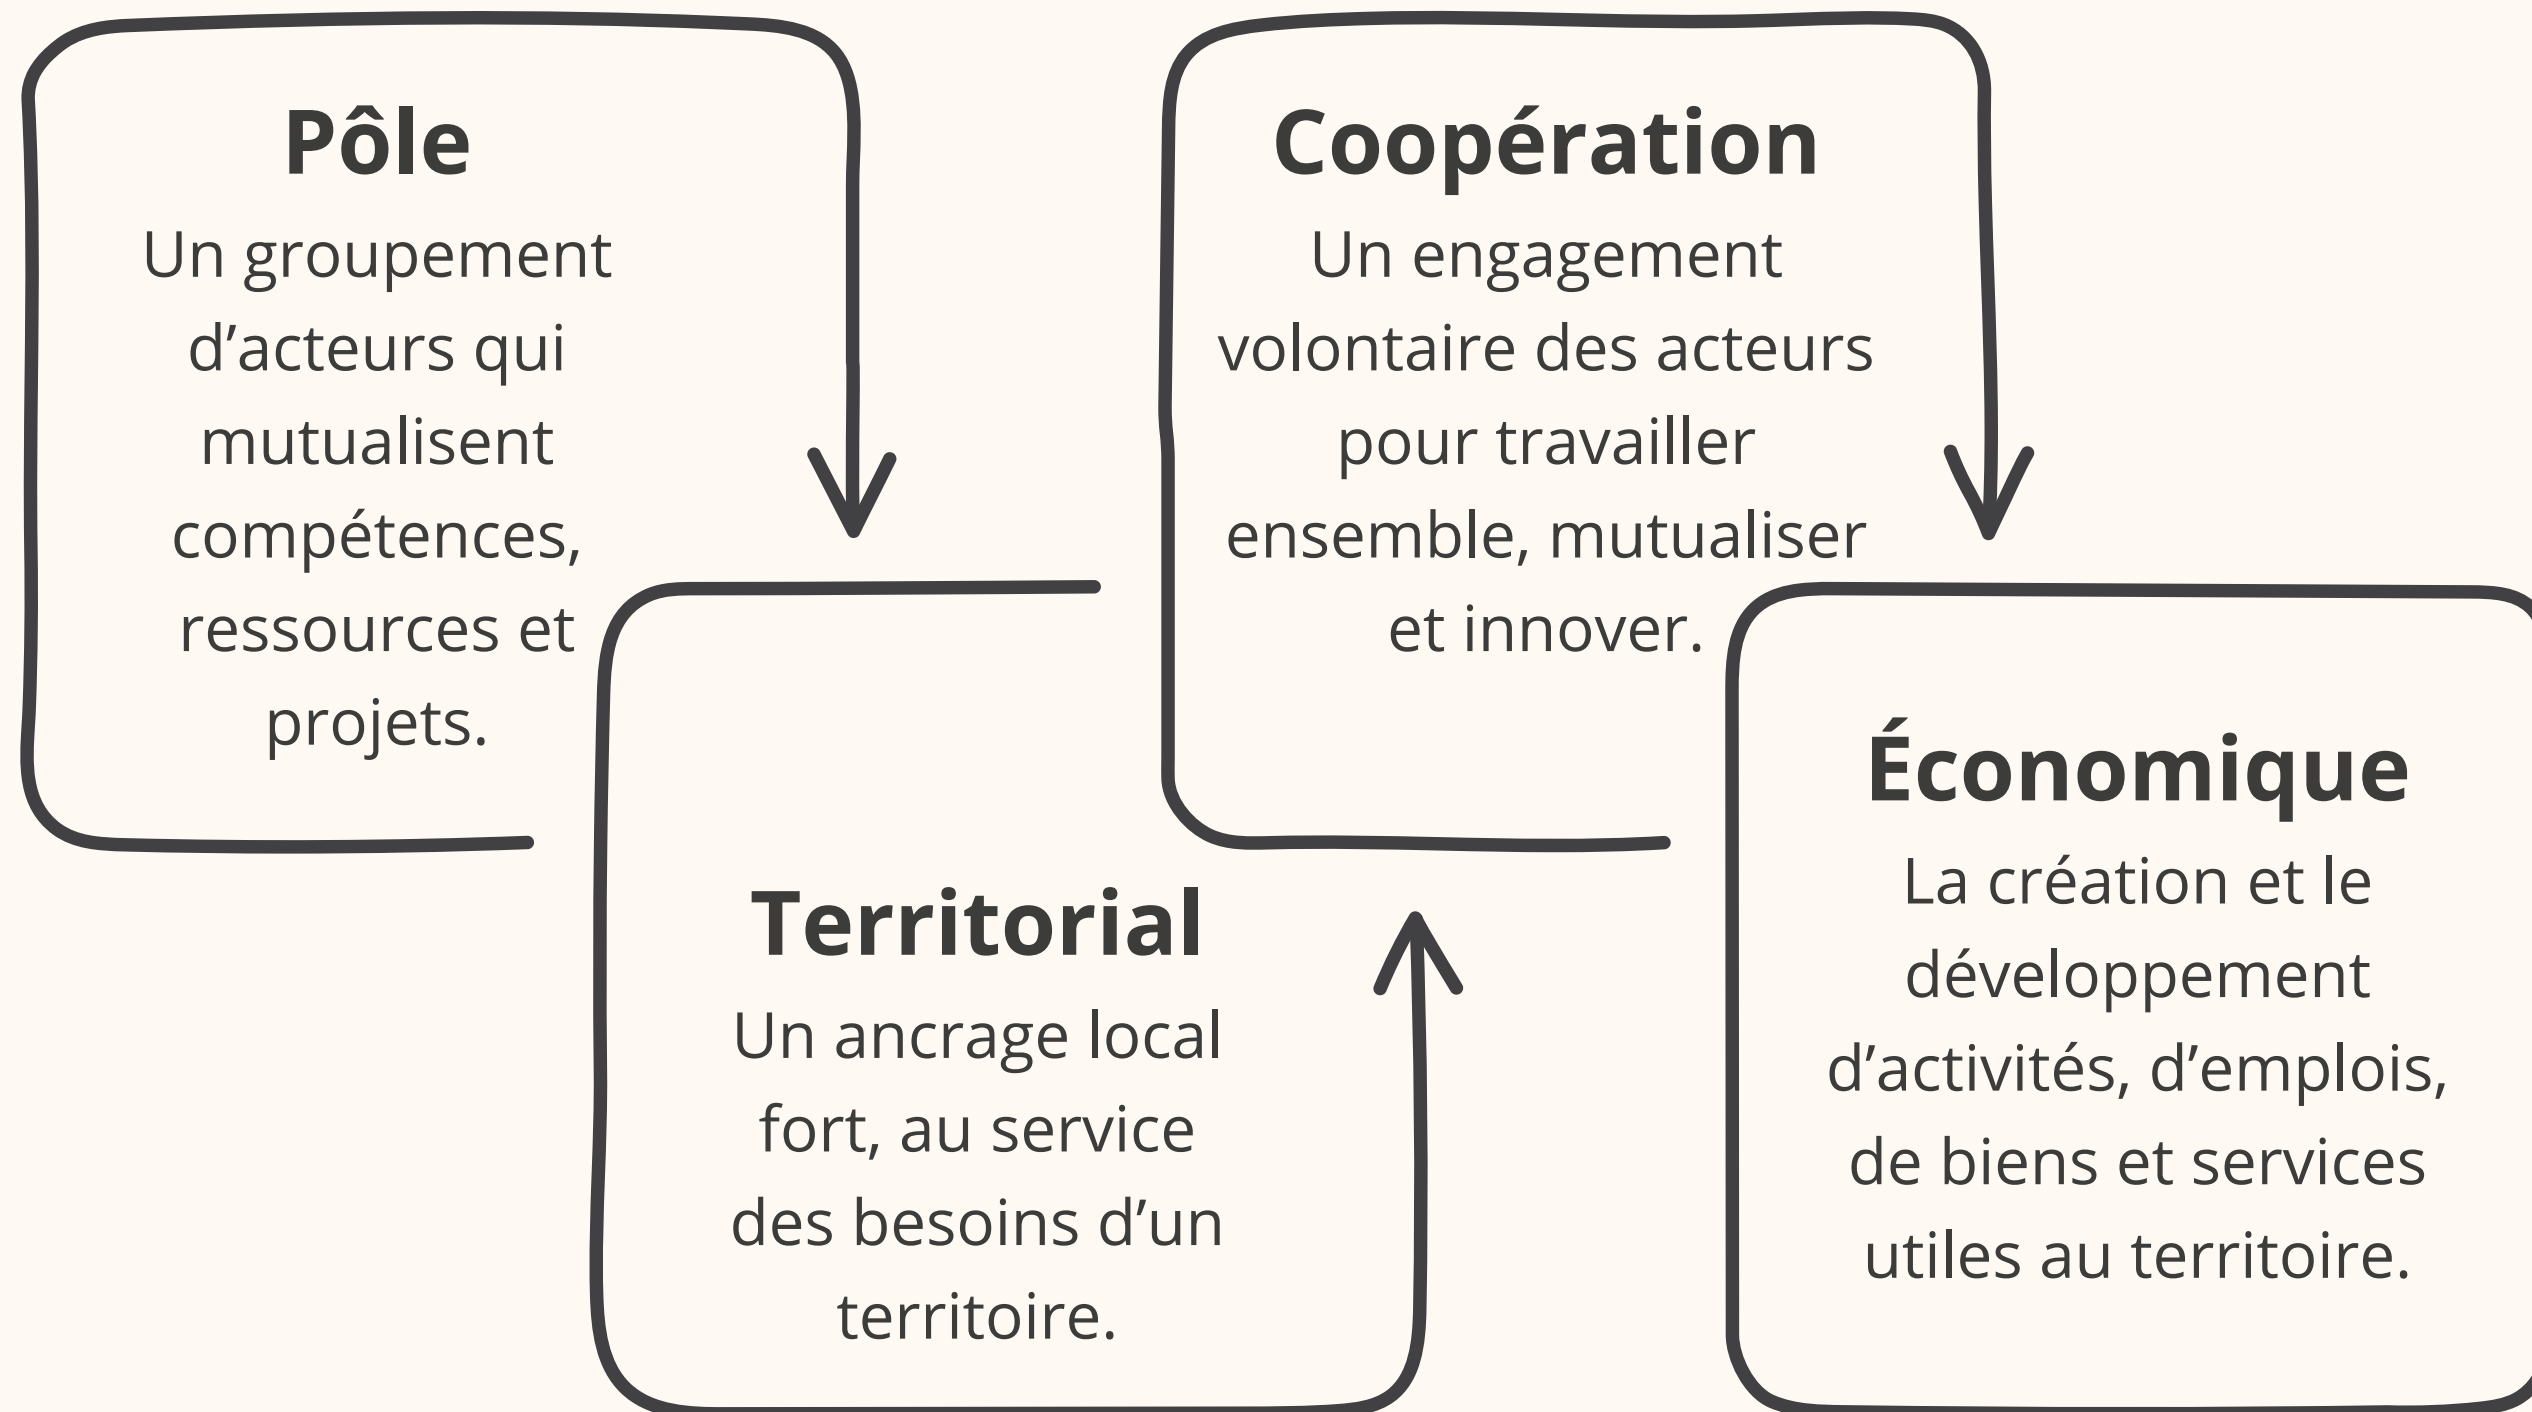 Pôle
Un groupement
d’acteurs qui
mutualisent
compétences,
ressources et
projets.
Territorial
Un ancrage local
fort, au service
des besoins d’un
territoire.
Coopération
Un engagement
volontaire des acteurs
pour travailler
ensemble, mutualiser
et innover.
Économique
La création et le
développement
d’activités, d’emplois,
de biens et services
utiles au territoire.